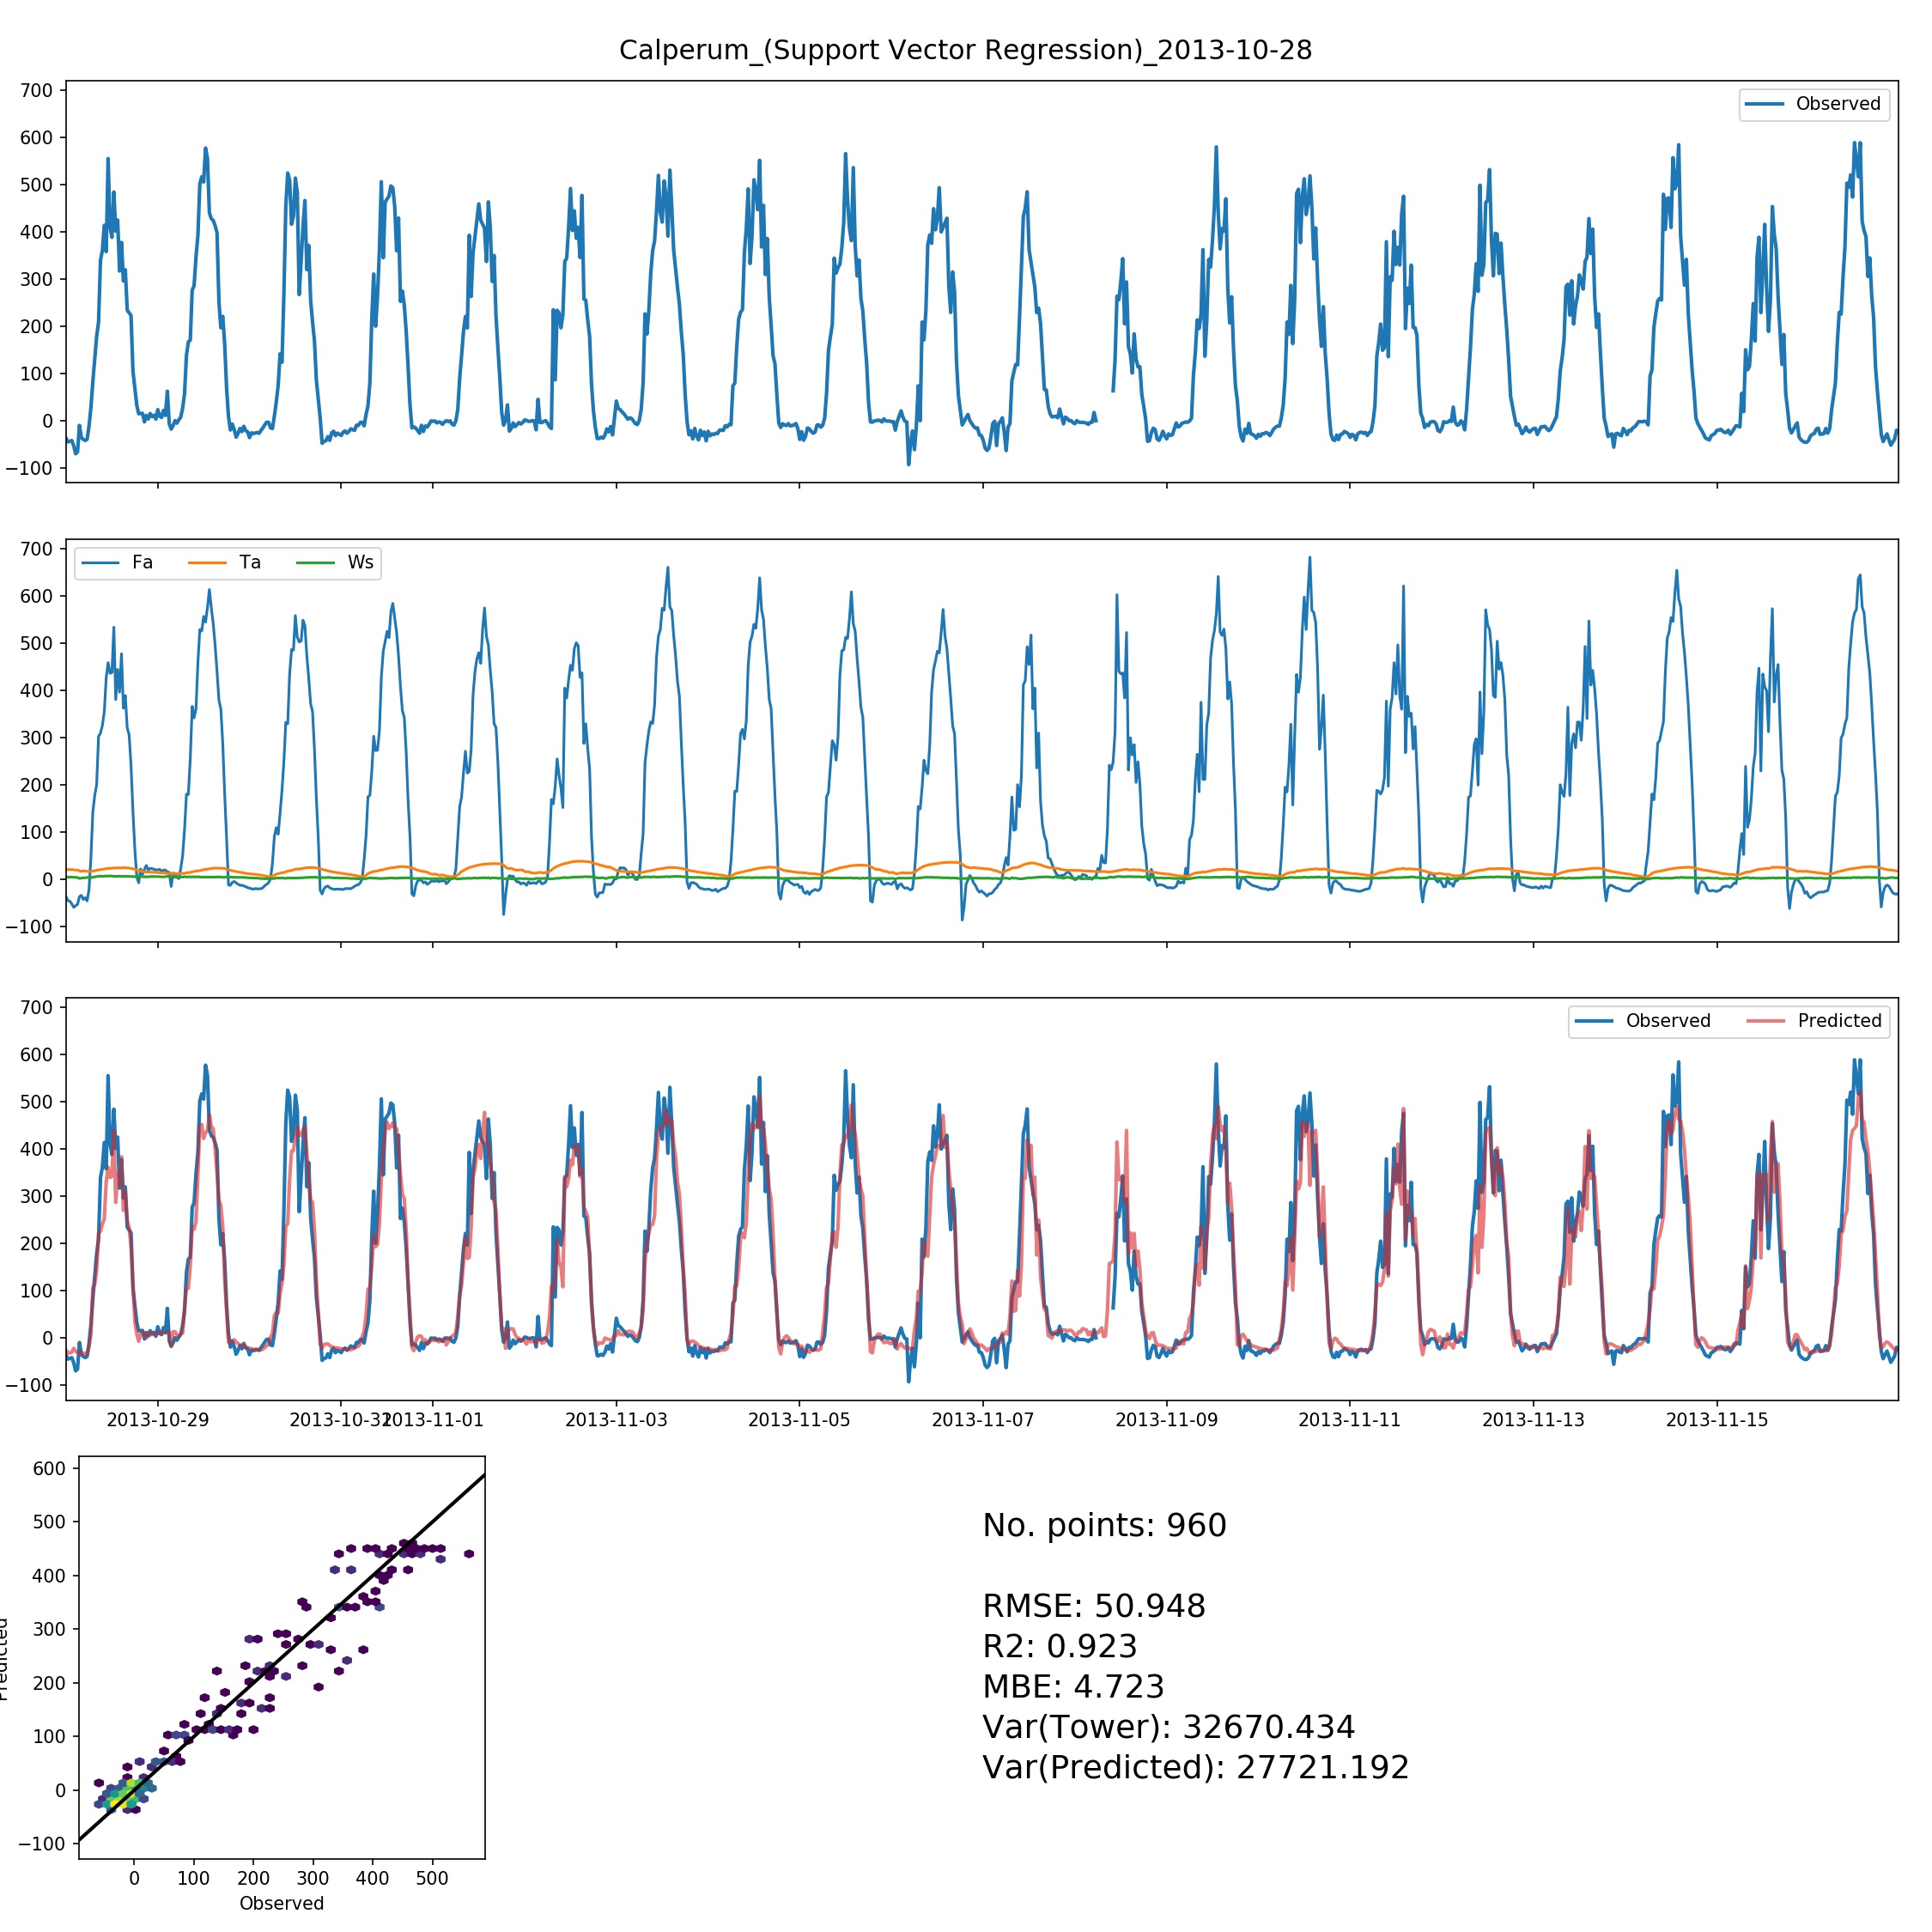 Calperum_(Support Vector Regression)_2013-10-28
700
600
500
400
300
200
100
0
−100
Observed
700
600
500
400
300
200
100
0
−100
Fa Ta Ws
700
600
500
400
300
200
100
0
−100
Observed Predicted
2013-10-29 2013-10-31 2013-11-01 2013-11-03 2013-11-05 2013-11-07 2013-11-09 2013-11-11 2013-11-13 2013-11-15
600
500
400
300
200
100
0
−100
Predicted
0 100 200 300 400 500
Observed
No. points: 960
RMSE: 50.948
R2: 0.923
MBE: 4.723
Var(Tower): 32670.434
Var(Predicted): 27721.192